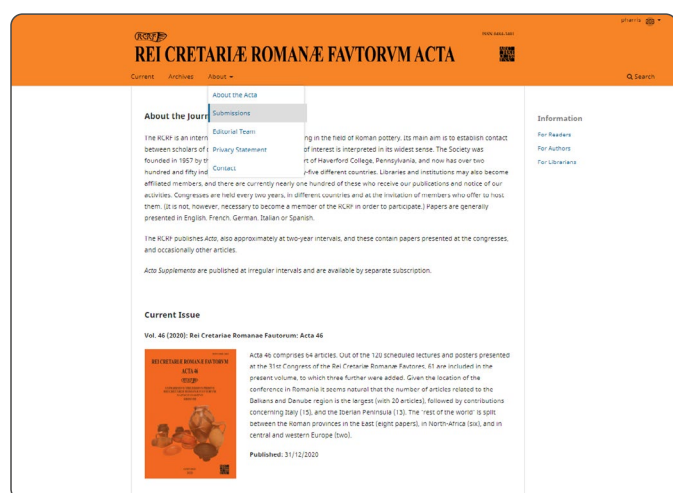 pflarris
RCRF
REI CRETARIÆ ROMANÆ FAVTORVM ACTA
Current Archives About Search
About the Acta
Submissions
Editorial Team
Privacy Statement
Contact
About the Journ
The RCRF is an intern ng in the field of Roman pottery. Its main aim is to establish contact
between scholars of of interest is interpreted in its widest sense. The Society was
founded in 1957 by th rt of Haverford College, Pennsylvania, and now has over two
hundred and fifty ind y-five different countries. Libraries and institutions may also become
affiliated members, and there are currently nearly one hundred of these who receive our publications and notice of our
activities. Congresses are held every two years, in different countries and at the invitation of members who offer to host
them. (It is not, however, necessary to become a member of the RCRF in order to participate.) Papers are generally
presented in English, French, German, Italian or Spanish.
The RCRF publishes Acta, also approximately at two-year intervals, and these contain papers presented at the congresses,
and occasionally other articles.
Acta Supplementa are published at irregular intervals and are available by separate subscription.
Information
For Readers
For Authors
For Librarians
Current Issue
Vol. 46 (2020): Rei Cretariae Romanae Fautorum: Acta 46
REI CRETARIÆ ROMANÆ FAVTORVM
ACTA 46
Acta 46 comprises 64 articles. Out of the 120 scheduled lectures and posters presented
at the 31st Congress of the Rei Cretariæ Romanæ Fautores, 61 are included in the
present volume, to which three further were added. Given the location of the
conference in Romania it seems natural that the number of articles related to the
Balkans and Danube region is the largest (with 20 articles), followed by contributions
concerning Italy (15), and the Iberian Peninsula (13). The 'rest of the world' is split
between the Roman provinces in the East (eight papers), in North-Africa (six), and in
central and western Europe (two).
Published: 31/12/2020